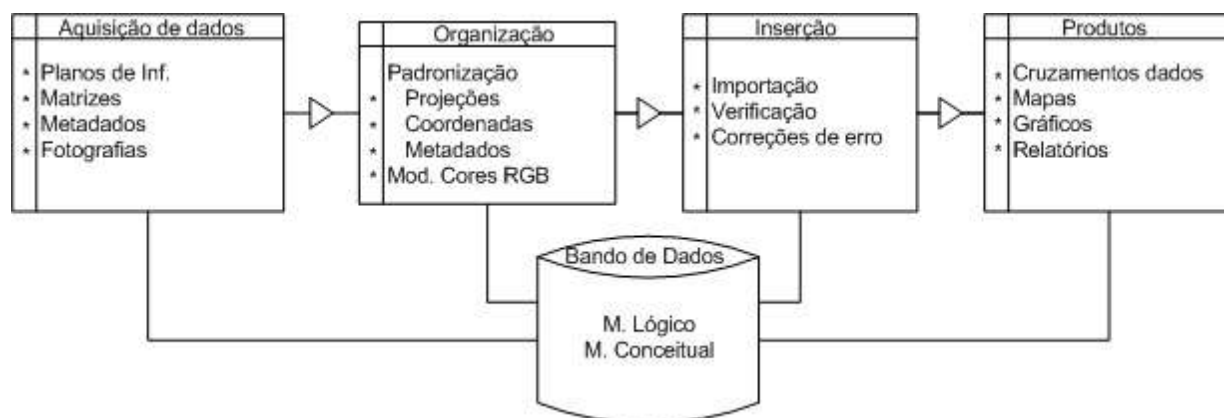 Aquisição de dados
* Planos de Inf.
* Matrizes
* Metadados
* Fotografias
Organização
Padronização
* Projeções
* Coordenadas
* Metadados
* Mod. Cores RGB
Inserção
* Importação
* Verificação
* Correções de erro
Produtos
* Cruzamentos dados
* Mapas
* Gráficos
* Relatórios
Bando de Dados
M. Lógico
M. Conceitual